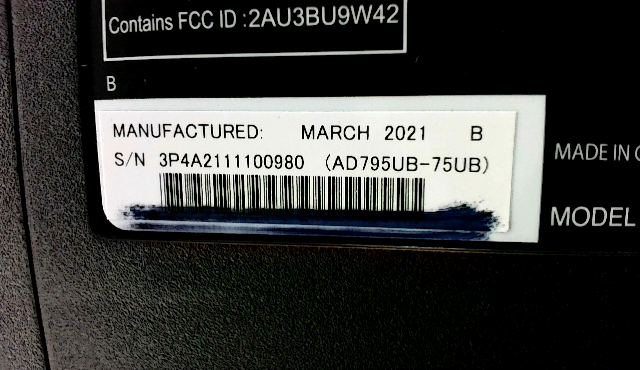 Contains FCC ID :2AU3BU9W42
B
MANUFACTURED: MARCH 2021 B
S/N 3P4A2111100980 (AD795UB-75UB)
MADE IN
MODEL